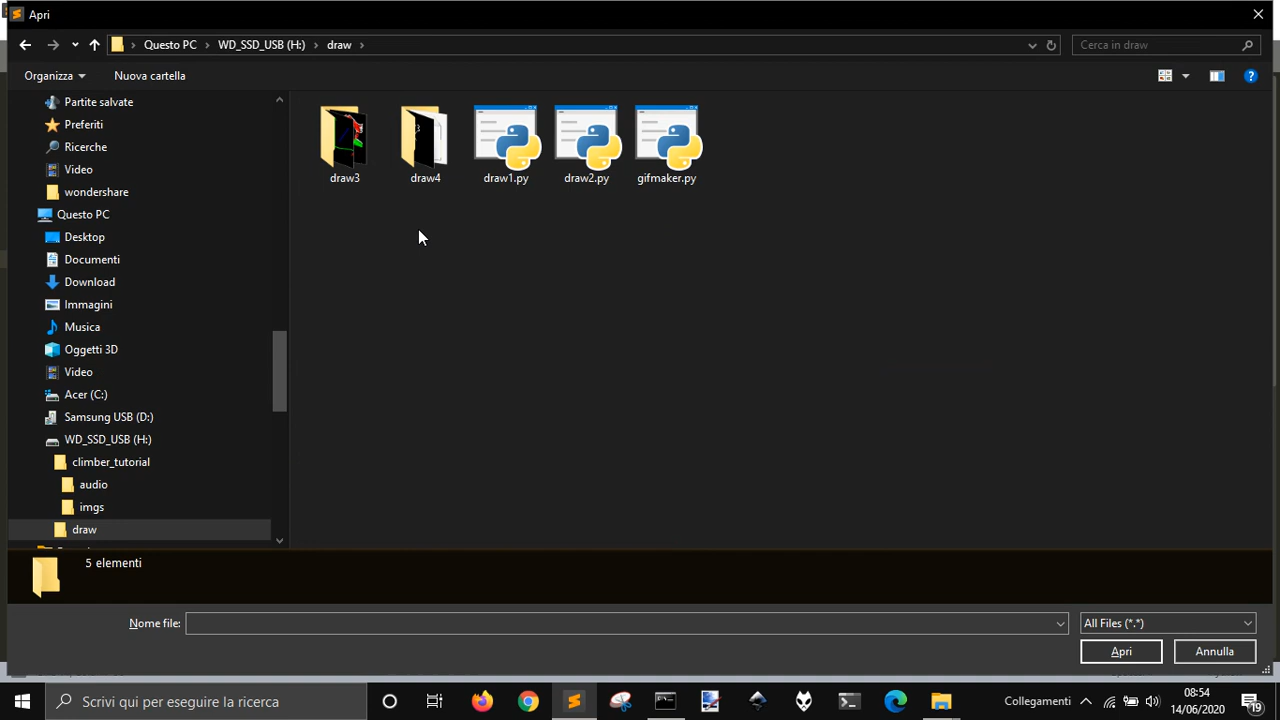 Apri
Questo PC > WD_SSD_USB (H:) > draw >
Cerca in draw
Organizza
Nuova cartella
Partite salvate
Preferiti
Ricerche
Video
wondershare
Questo PC
Desktop
Documenti
Download
Immagini
Musica
Oggetti 3D
Video
Acer (C:)
Samsung USB (D:)
WD_SSD_USB (H:)
climber_tutorial
audio
imgs
draw
draw3
draw4
draw1.py
draw2.py
gifmaker.py
5 elementi
Nome file:
All Files (*.*)
Apri
Annulla
Scrivi qui per eseguire la ricerca
Collegamenti
08:54
14/06/2020
19